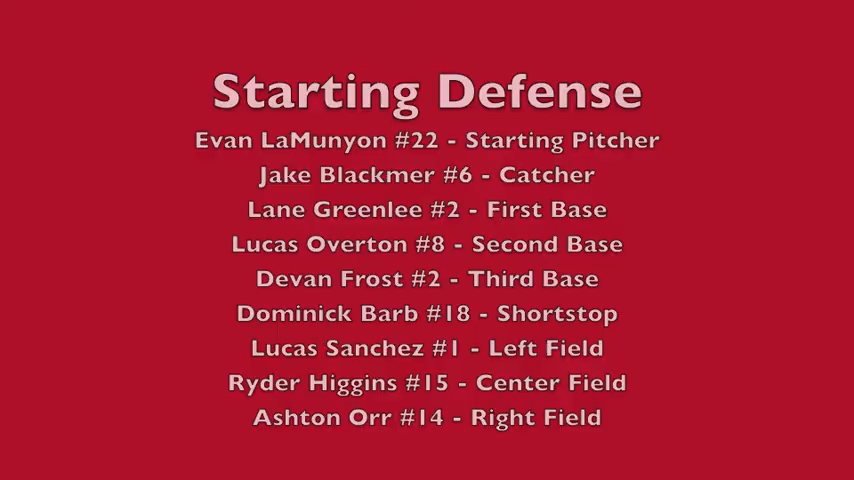 Starting Defense
Evan LaMunyon #22 - Starting Pitcher
Jake Blackmer #6 - Catcher
Lane Greenlee #2 - First Base
Lucas Overton #8 - Second Base
Devan Frost #2 - Third Base
Dominick Barb #18 - Shortstop
Lucas Sanchez #1 - Left Field
Ryder Higgins #15 - Center Field
Ashton Orr #14 - Right Field